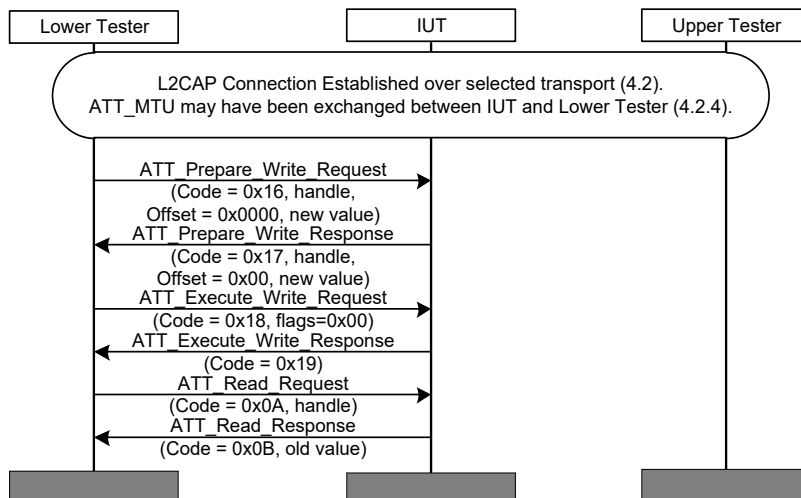 Lower Tester
IUT
Upper Tester
L2CAP Connection Established over selected transport (4.2).
ATT_MTU may have been exchanged between IUT and Lower Tester (4.2.4).
ATT_Prepare_Write_Request
(Code = 0x16, handle,
Offset = 0x0000, new value)
ATT_Prepare_Write_Response
(Code = 0x17, handle,
Offset = 0x00, new value)
ATT_Execute_Write_Request
(Code = 0x18, flags=0x00)
ATT_Execute_Write_Response
(Code = 0x19)
ATT_Read_Request
(Code = 0x0A, handle)
ATT_Read_Response
(Code = 0x0B, old value)